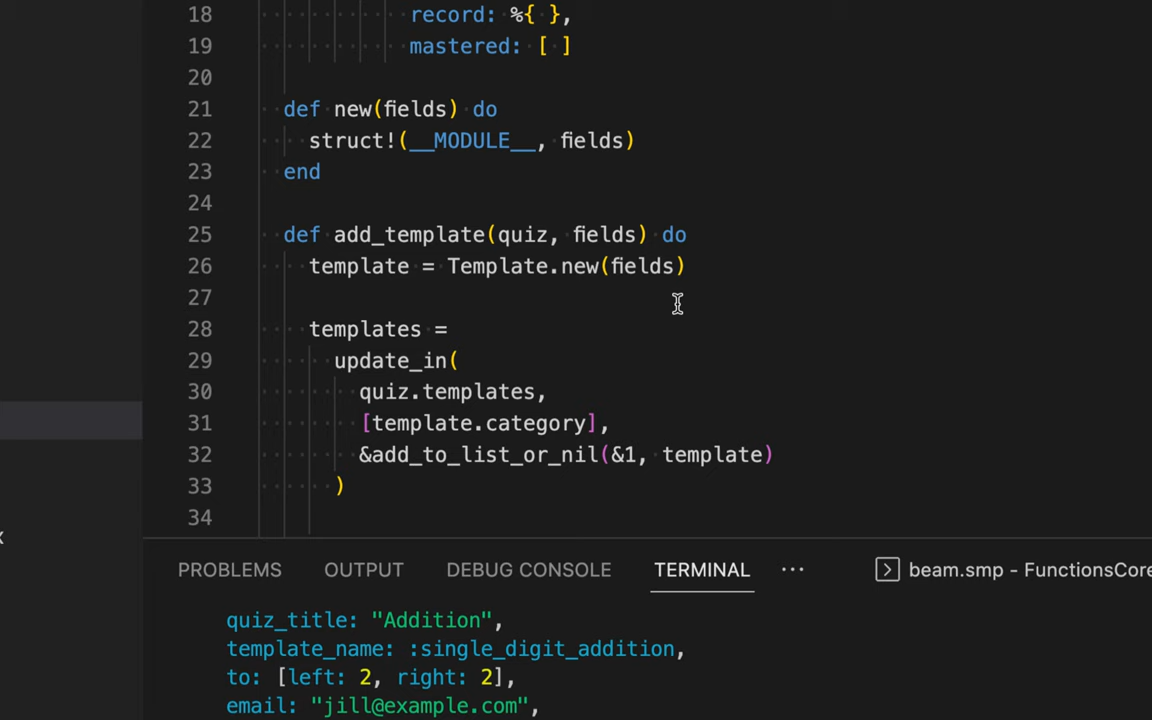 18 record: %{ },
19 mastered: [ ]
20
21 def new(fields) do
22 struct!(__MODULE__, fields)
23 end
24
25 def add_template(quiz, fields) do
26 template = Template.new(fields)
27
28 templates =
29 update_in(
30 quiz.templates,
31 [template.category],
32 &add_to_list_or_nil(&1, template)
33 )
34
x
PROBLEMS OUTPUT DEBUG CONSOLE TERMINAL ··· beam.smp - FunctionsCore
quiz_title: "Addition",
template_name: :single_digit_addition,
to: [left: 2, right: 2],
email: "jill@example.com",